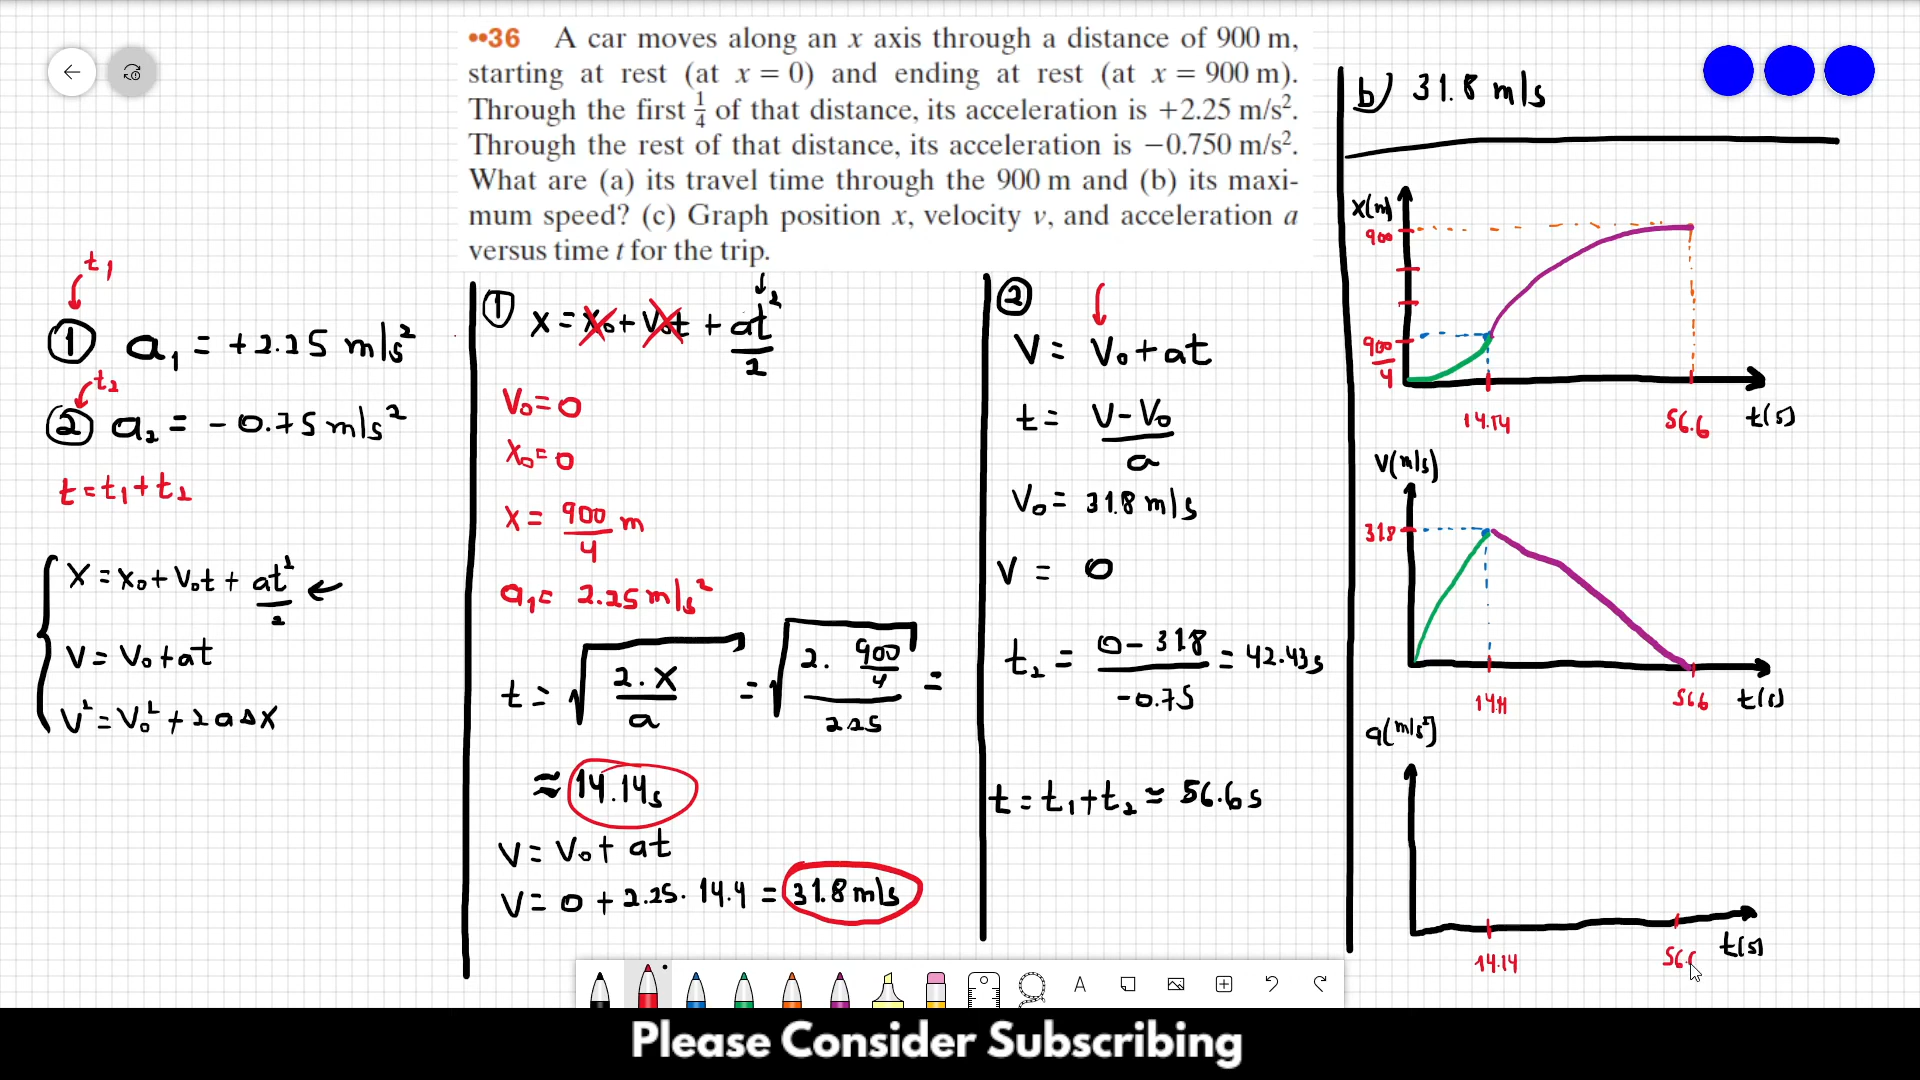 ••36 A car moves along an x axis through a distance of 900 m,
starting at rest (at x = 0) and ending at rest (at x = 900 m).
Through the first 1/4 of that distance, its acceleration is +2.25 m/s².
Through the rest of that distance, its acceleration is −0.750 m/s².
What are (a) its travel time through the 900 m and (b) its maxi-
mum speed? (c) Graph position x, velocity v, and acceleration a
versus time t for the trip.
t₁
① a₁ = +2.25 m/s²
t₂
② a₂ = -0.75 m/s²
t = t₁ + t₂
x = x₀ + v₀t + at²/2
v = v₀ + at
v² = v₀² + 2aΔx
① x = x₀ + v₀t + at²/2
v₀ = 0
x₀ = 0
x = 900/4 m
a₁ = 2.25 m/s²
t = √(2.x/a) = √(2. 900/4 / 2.25) =
≈ 14.14s
v = v₀ + at
v = 0 + 2.25. 14.4 = 31.8 m/s
②
v = v₀ + at
t = v - v₀/a
v₀ = 31.8 m/s
v = 0
t₂ = 0 - 31.8/-0.75 = 42.43s
t = t₁ + t₂ ≈ 56.6s
b) 31.8 m/s
x(m)
900
900/4
14.14
56.6
t(s)
v(m/s)
31.8
14.14
56.6
t(s)
a(m/s²)
14.14
56.6
t(s)
A
Please Consider Subscribing